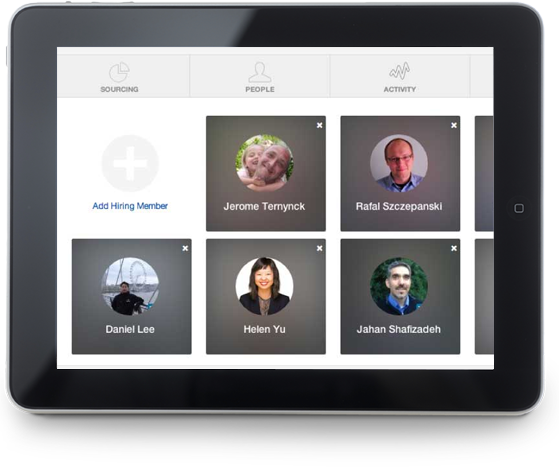 SOURCING
PEOPLE
ACTIVITY
Add Hiring Member
Jerome Ternynck
Rafal Szczepanski
Daniel Lee
Helen Yu
Jahan Shafizadeh